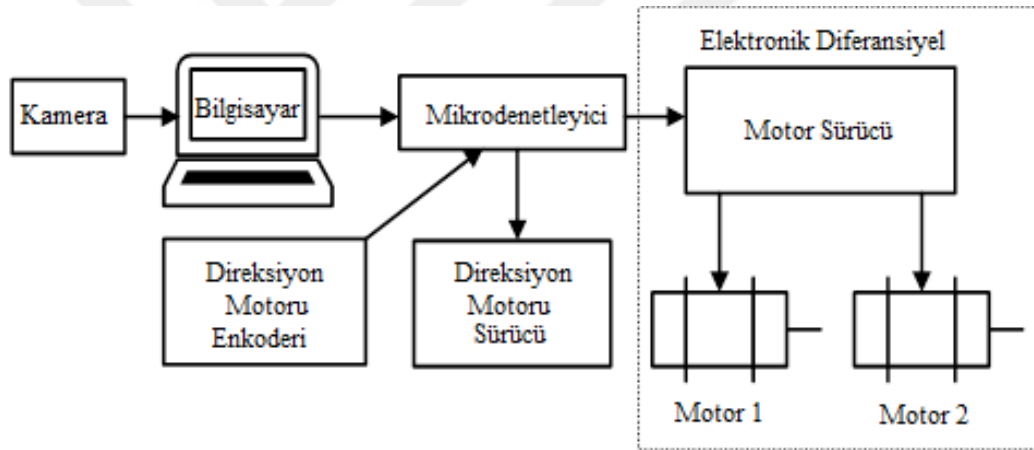 Elektronik Diferansiyel
Kamera
Bilgisayar
Mikrodenetleyici
Motor Sürücü
Direksiyon
Motoru
Enkoderi
Direksiyon
Motoru
Sürücü
Motor 1
Motor 2